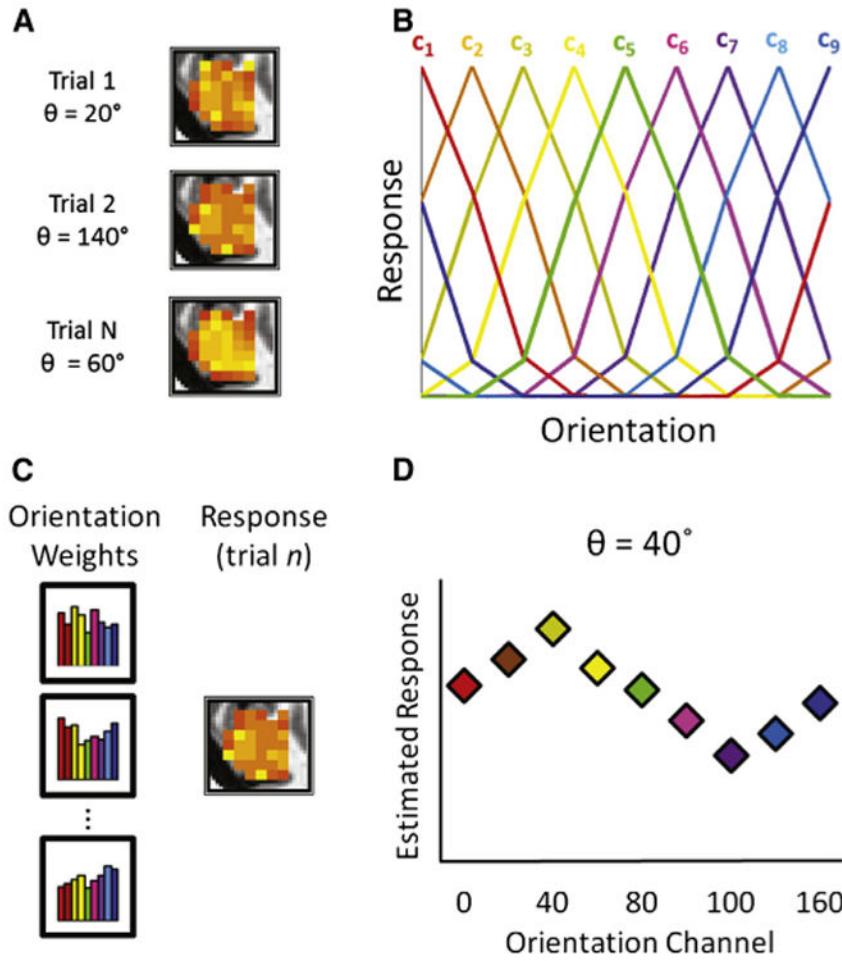 A
Trial 1
θ = 20°
Trial 2
θ = 140°
Trial N
θ = 60°
B
c1 c2 c3 c4 c5 c6 c7 c8 c9
Response
Orientation
C
Orientation
Weights
Response
(trial n)
⋮
D
θ = 40°
Estimated Response
0 40 80 100 160
Orientation Channel